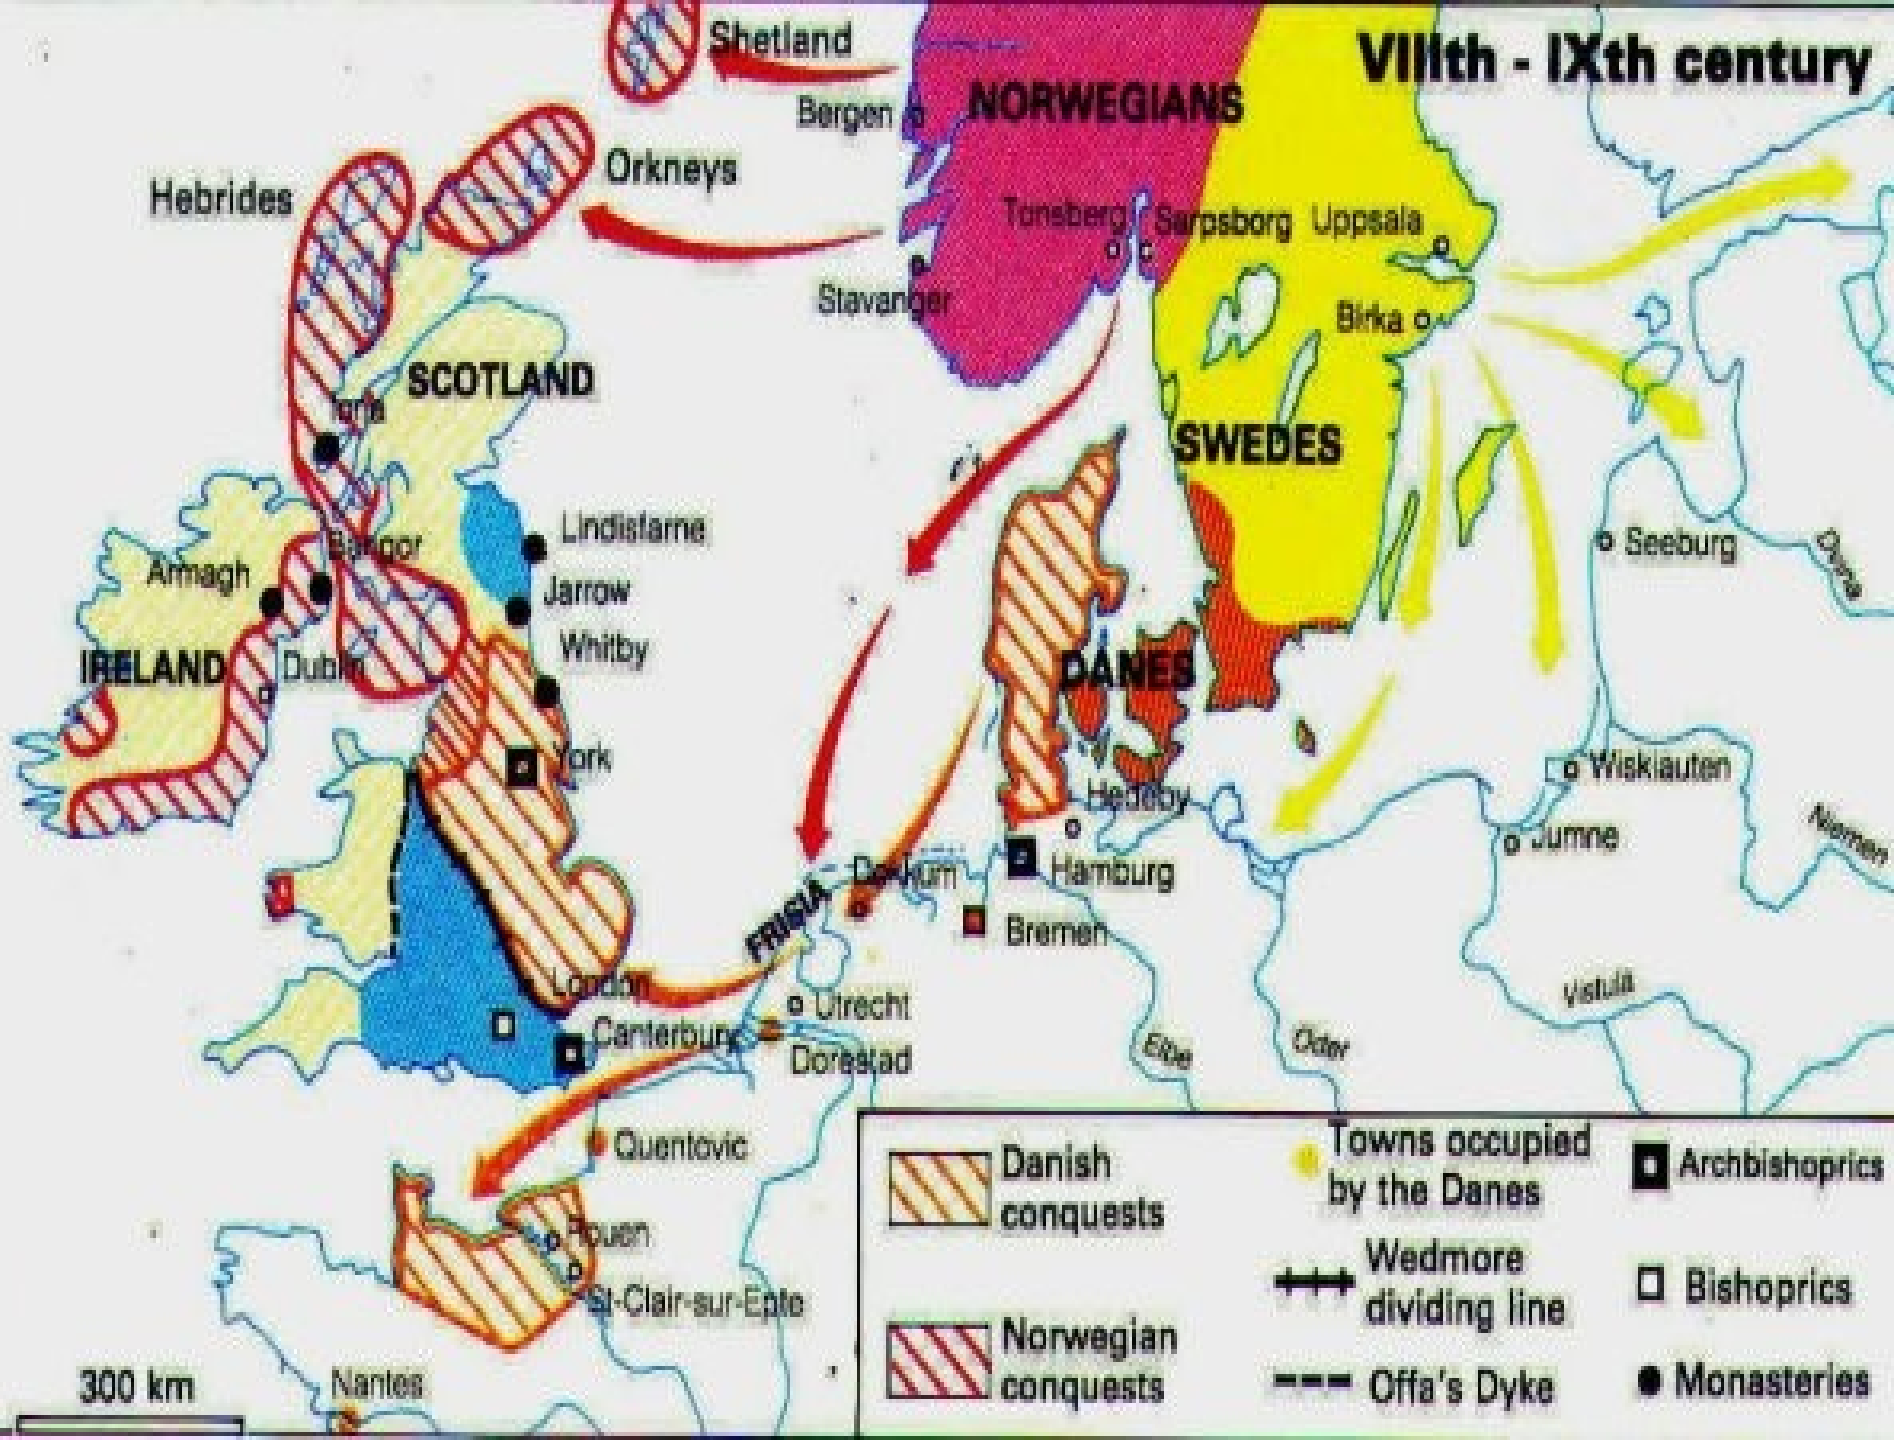 VIIIth - IXth century
Shetland
NORWEGIANS
Bergen
Orkneys
Hebrides
Tonsberg
Sarpsborg
Uppsala
Stavanger
Birka
SCOTLAND
Iona
SWEDES
Lindisfarne
Seeburg
Bangor
Armagh
Jarrow
Dvina
Whitby
IRELAND
Dublin
DANES
York
Wiskiauten
Hedeby
Jumne
Niemen
Dokkum
Hamburg
FRISIA
Bremen
London
Utrecht
Vistula
Canterbury
Dorestad
Elbe
Oder
Quentovic
Rouen
St-Clair-sur-Epte
Nantes
300 km
Danish
conquests
Norwegian
conquests
Towns occupied
by the Danes
Wedmore
dividing line
Offa's Dyke
Archbishoprics
Bishoprics
Monasteries